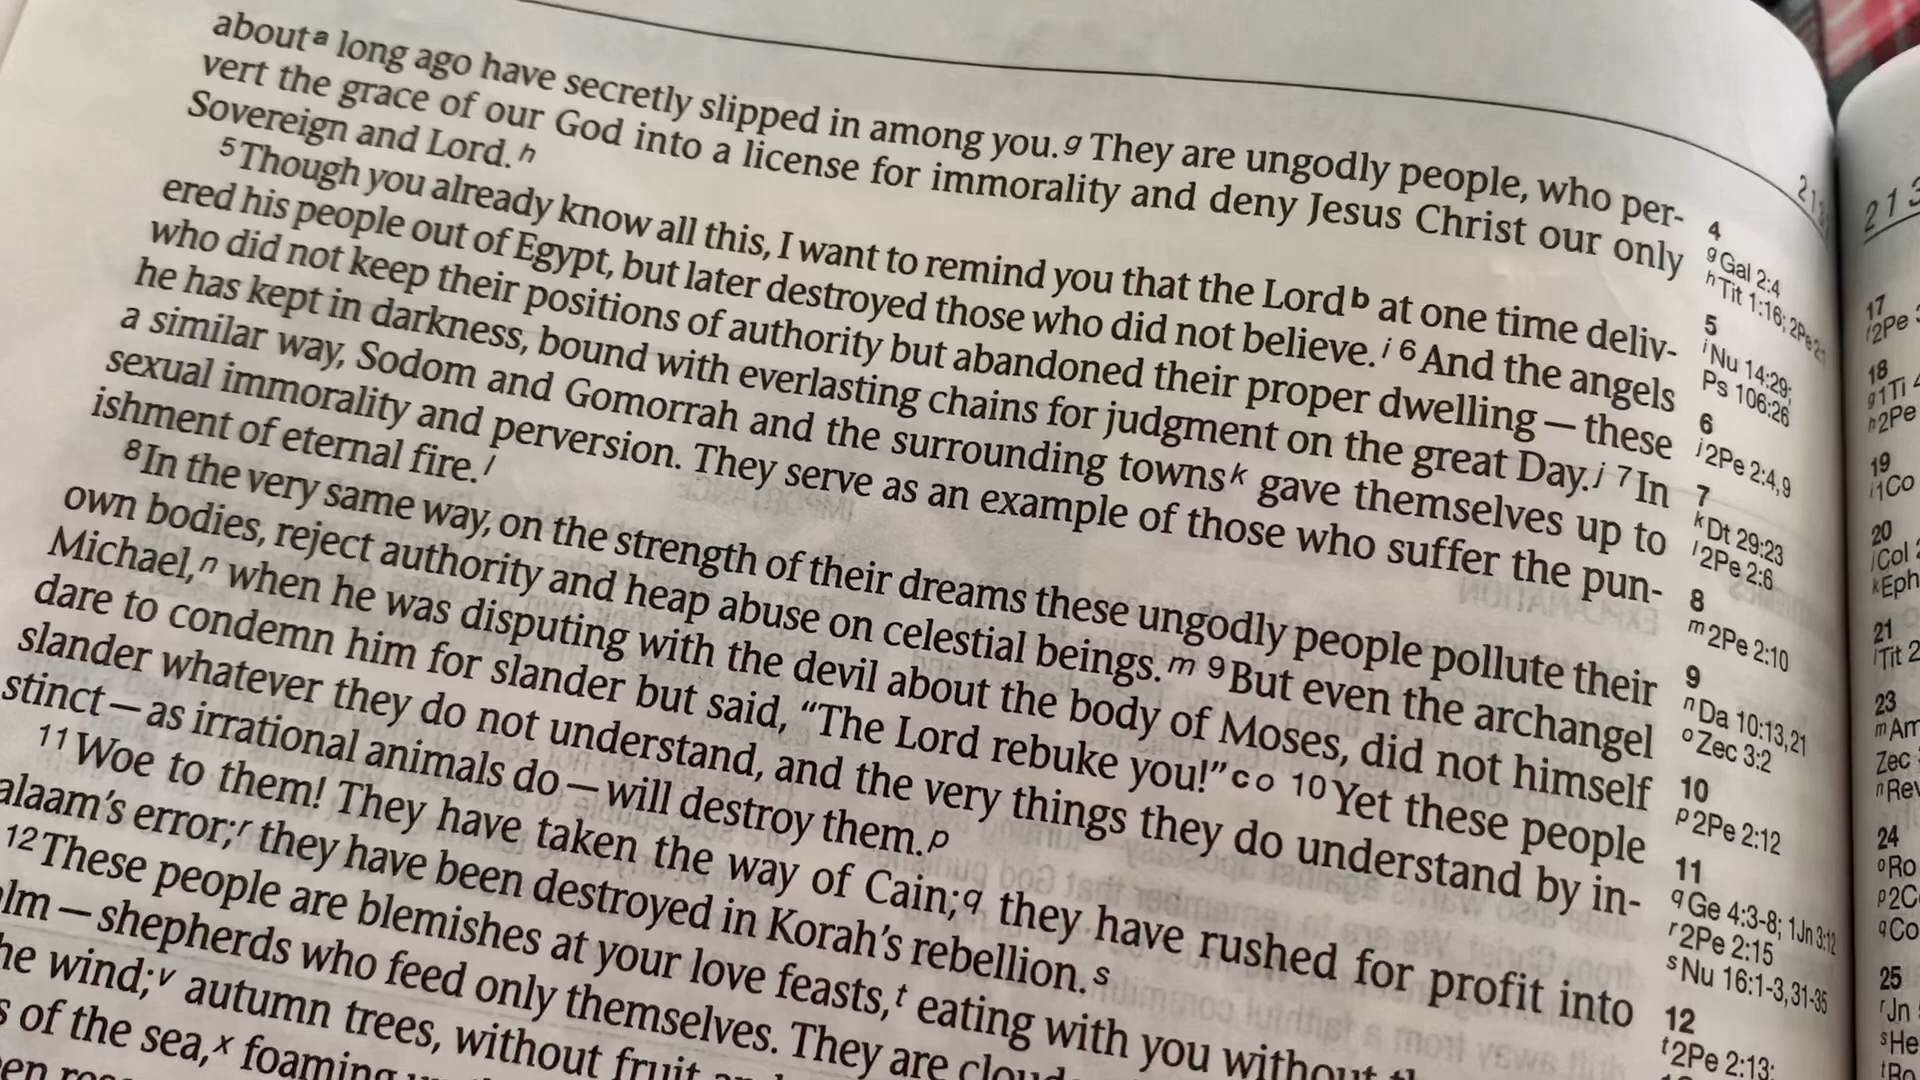 about a long ago have secretly slipped in among you. g They are ungodly people, who per-
vert the grace of our God into a license for immorality and deny Jesus Christ our only
Sovereign and Lord. h
5 Though you already know all this, I want to remind you that the Lord b at one time deliv-
ered his people out of Egypt, but later destroyed those who did not believe. i 6 And the angels
who did not keep their positions of authority but abandoned their proper dwelling — these
he has kept in darkness, bound with everlasting chains for judgment on the great Day. j 7 In
a similar way, Sodom and Gomorrah and the surrounding towns k gave themselves up to
sexual immorality and perversion. They serve as an example of those who suffer the pun-
ishment of eternal fire. l
8 In the very same way, on the strength of their dreams these ungodly people pollute their
own bodies, reject authority and heap abuse on celestial beings. m 9 But even the archangel
Michael, n when he was disputing with the devil about the body of Moses, did not himself
dare to condemn him for slander but said, “The Lord rebuke you!” c o 10 Yet these people
slander whatever they do not understand, and the very things they do understand by in-
stinct — as irrational animals do — will destroy them. p
11 Woe to them! They have taken the way of Cain; q they have rushed for profit into
alaam’s error; r they have been destroyed in Korah’s rebellion. s
12 These people are blemishes at your love feasts, t eating with you without
lm — shepherds who feed only themselves. They are
he wind; v autumn trees, without fruit
s of the sea, x foaming
4
g Gal 2:4
h Tit 1:16; 2Pe 2:1
5
i Nu 14:29;
Ps 106:26
6
j 2Pe 2:4,9
7
k Dt 29:23
l 2Pe 2:6
8
m 2Pe 2:10
9
n Da 10:13,21
o Zec 3:2
10
p 2Pe 2:12
11
q Ge 4:3-8; 1Jn 3:12
r 2Pe 2:15
s Nu 16:1-3,31-35
12
t 2Pe 2:13;
213
17
2Pe
18
g 1Ti
h 2Pe
19
i 1Co
20
j Col
k Eph
21
l Tit 2
23
m Am
Zec
n Rev
24
o Ro
p 2C
q Co
25
r Jn
s He
t Ro